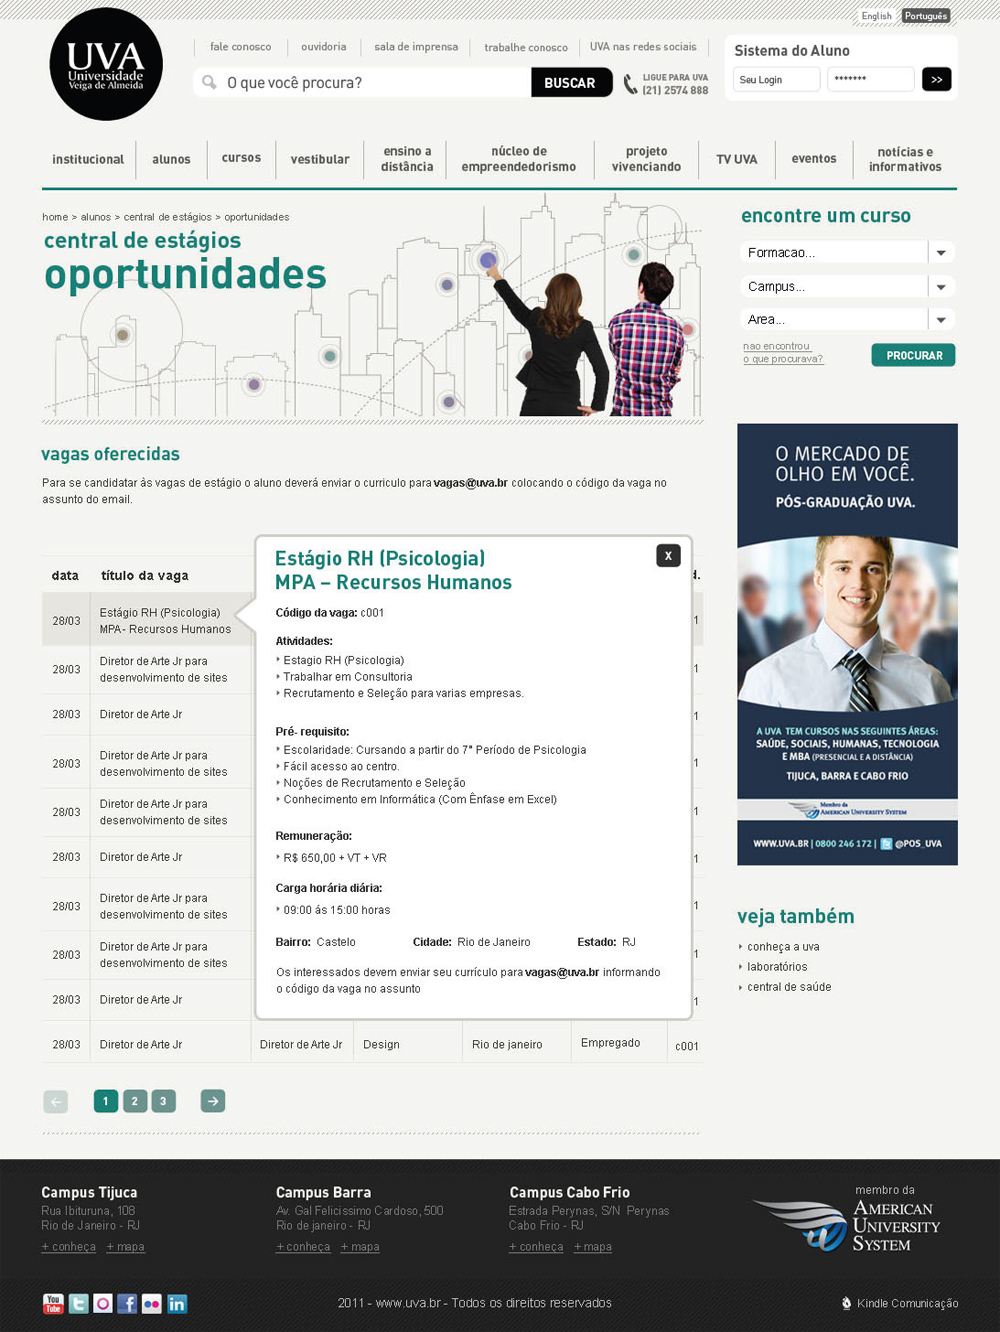 English Português
UVA
Universidade
Veiga de Almeida
fale conosco ouvidoria sala de imprensa trabalhe conosco UVA nas redes sociais
O que você procura? BUSCAR
LIGUE PARA UVA
(21) 2574 888
Sistema do Aluno
Seu Login ******* >>
institucional alunos cursos vestibular ensino a distância núcleo de empreendedorismo projeto vivenciando TV UVA eventos notícias e informativos
home > alunos > central de estágios > oportunidades
central de estágios
oportunidades
encontre um curso
Formacao...
Campus...
Area...
nao encontrou
o que procurava?
PROCURAR
vagas oferecidas
Para se candidatar às vagas de estágio o aluno deverá enviar o curriculo para vagas@uva.br colocando o código da vaga no
assunto do email.
data título da vaga d.
28/03 Estágio RH (Psicologia)
MPA- Recursos Humanos 1
28/03 Diretor de Arte Jr para
desenvolvimento de sites 1
28/03 Diretor de Arte Jr 1
28/03 Diretor de Arte Jr para
desenvolvimento de sites 1
28/03 Diretor de Arte Jr para
desenvolvimento de sites 1
28/03 Diretor de Arte Jr 1
28/03 Diretor de Arte Jr para
desenvolvimento de sites 1
28/03 Diretor de Arte Jr para
desenvolvimento de sites 1
28/03 Diretor de Arte Jr 1
28/03 Diretor de Arte Jr Diretor de Arte Jr Design Rio de janeiro Empregado c001
Estágio RH (Psicologia)
MPA – Recursos Humanos
X
Código da vaga: c001
Atividades:
Estagio RH (Psicologia)
Trabalhar em Consultoria
Recrutamento e Seleção para varias empresas.
Pré- requisito:
Escolaridade: Cursando a partir do 7° Período de Psicologia
Fácil acesso ao centro.
Noções de Recrutamento e Seleção
Conhecimento em Informática (Com Ênfase em Excel)
Remuneração:
R$ 650,00 + VT + VR
Carga horária diária:
09:00 ás 15:00 horas
Bairro: Castelo Cidade: Rio de Janeiro Estado: RJ
Os interessados devem enviar seu currículo para vagas@uva.br informando
o código da vaga no assunto
← 1 2 3 →
O MERCADO DE
OLHO EM VOCÊ.
PÓS-GRADUAÇÃO UVA.
A UVA TEM CURSOS NAS SEGUINTES ÁREAS:
SAÚDE, SOCIAIS, HUMANAS, TECNOLOGIA
E MBA (PRESENCIAL E A DISTÂNCIA)
TIJUCA, BARRA E CABO FRIO
Membro da
AMERICAN UNIVERSITY SYSTEM
WWW.UVA.BR | 0800 246 172 | @POS_UVA
veja também
conheça a uva
laboratórios
central de saúde
Campus Tijuca
Rua Ibituruna, 108
Rio de Janeiro - RJ
+ conheça + mapa
Campus Barra
Av. Gal Felicissimo Cardoso, 500
Rio de janeiro - RJ
+ conheça + mapa
Campus Cabo Frio
Estrada Perynas, S/N Perynas
Cabo Frio - RJ
+ conheça + mapa
membro da
AMERICAN
UNIVERSITY
SYSTEM
You Tube t f in
2011 - www.uva.br - Todos os direitos reservados
Kindle Comunicação